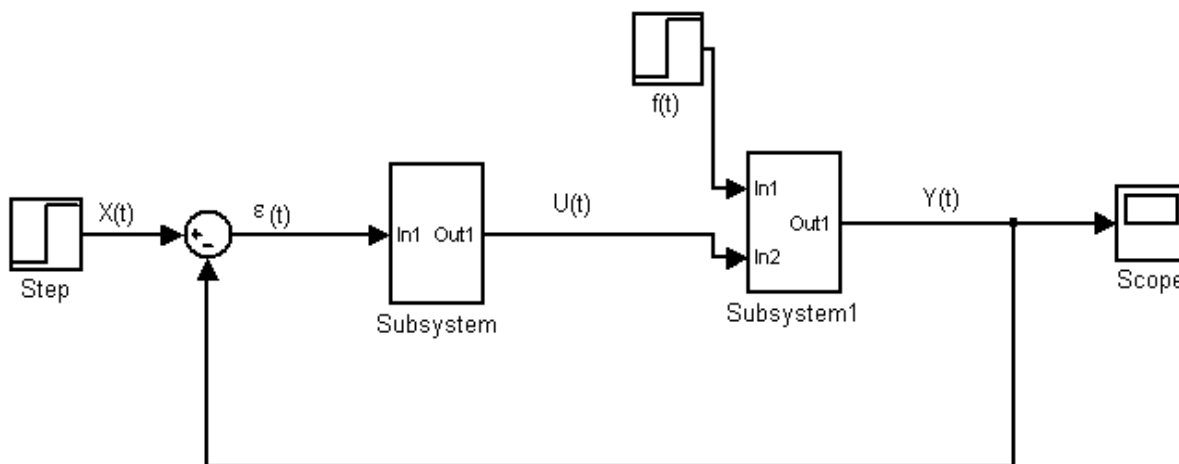 f(t)
X(t)
ε(t)
U(t)
Y(t)
In1
Out1
In1
In2
Out1
Step
Subsystem
Subsystem1
Scope